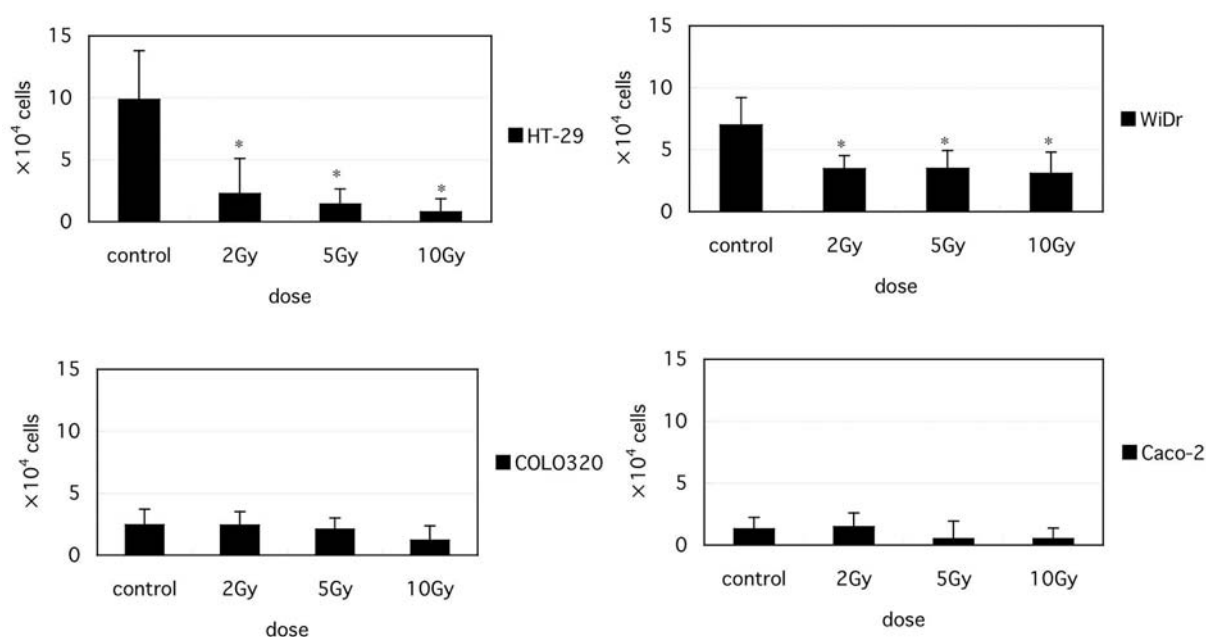 15
10
5
0
×10⁴ cells
*
*
*
control 2Gy 5Gy 10Gy
dose
HT-29
15
10
5
0
×10⁴ cells
*
*
*
control 2Gy 5Gy 10Gy
dose
WiDr
15
10
5
0
×10⁴ cells
control 2Gy 5Gy 10Gy
dose
COLO320
15
10
5
0
×10⁴ cells
control 2Gy 5Gy 10Gy
dose
Caco-2